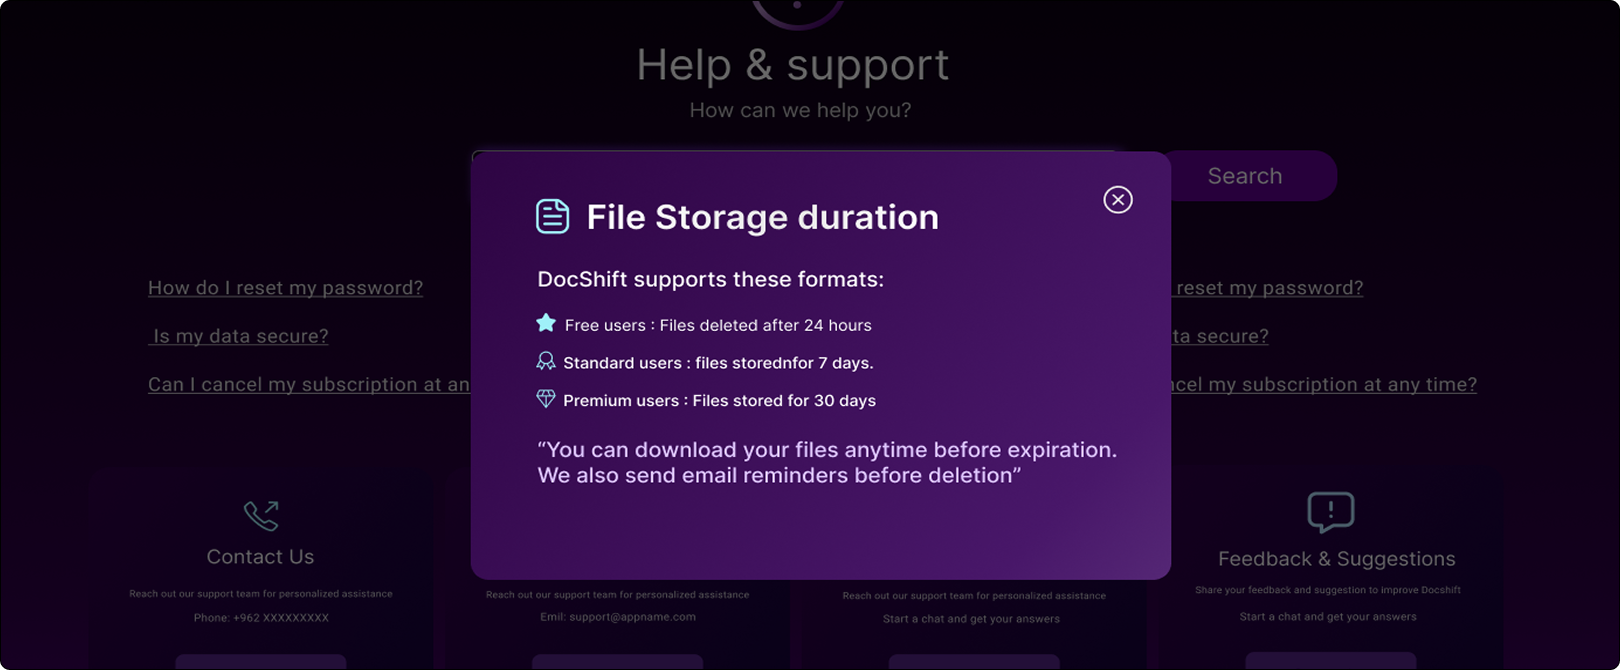 Help & support
How can we help you?
Search
File Storage duration
DocShift supports these formats:
Free users : Files deleted after 24 hours
Standard users : files storednfor 7 days.
Premium users : Files stored for 30 days
“You can download your files anytime before expiration.
We also send email reminders before deletion”
How do I reset my password?
Is my data secure?
Can I cancel my subscription at an
reset my password?
ta secure?
ncel my subscription at any time?
Contact Us
Reach out our support team for personalized assistance
Phone: +962 XXXXXXXXX
Reach out our support team for personalized assistance
Emil: support@appname.com
Reach out our support team for personalized assistance
Start a chat and get your answers
Feedback & Suggestions
Share your feedback and suggestion to improve Docshift
Start a chat and get your answers